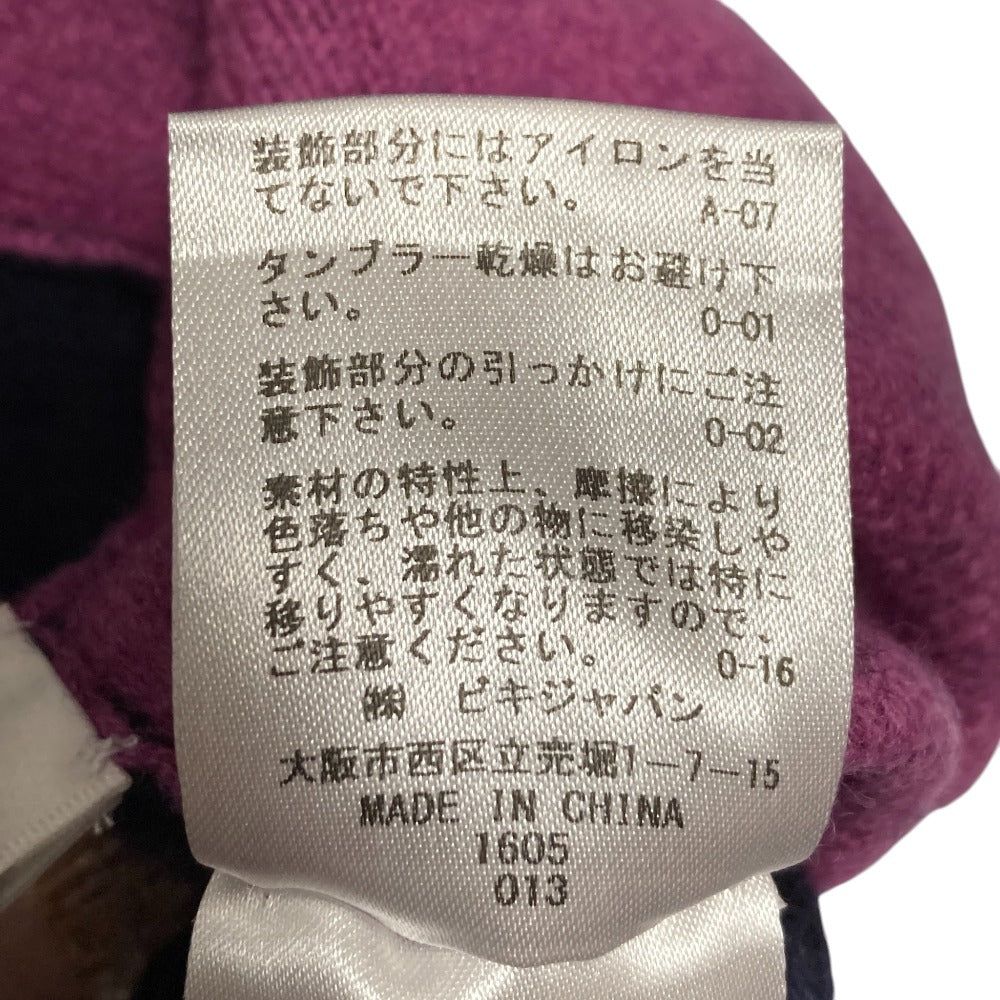 装飾部分にはアイロンを当
てないで下さい。 A-07
タンブラー乾燥はお避け下
さい。 0-01
装飾部分の引っかけにご注
意下さい。 0-02
素材の特性上、摩擦により
色落ちや他の物に移染しや
すく、濡れた状態では特に
移りやすくなりますので、
ご注意ください。 0-16
㈱ ピキジャパン
大阪市西区立売堀1-7-15
MADE IN CHINA
1605
013